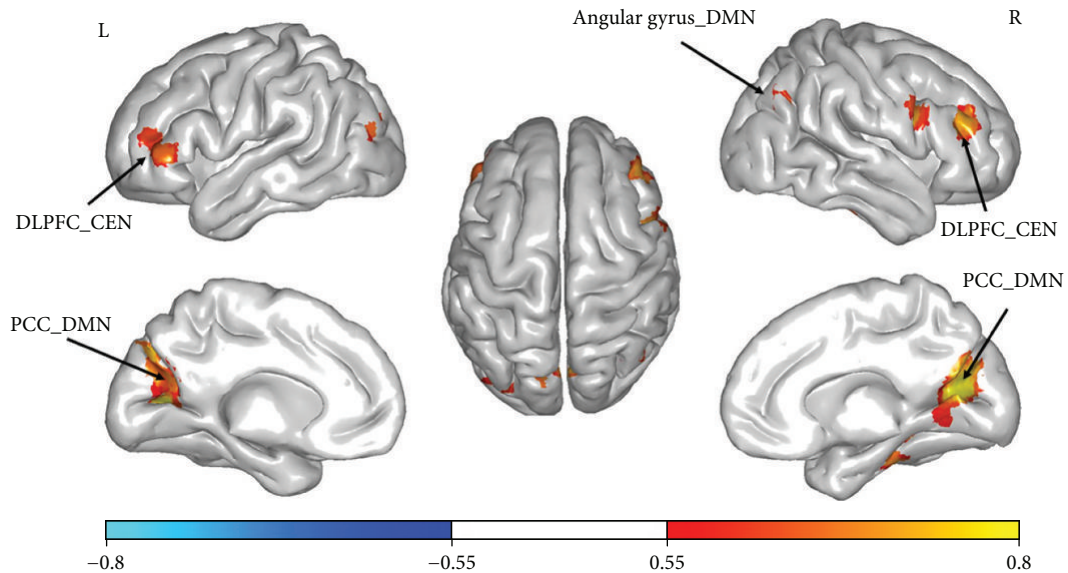 L
Angular gyrus_DMN
R
DLPFC_CEN
DLPFC_CEN
PCC_DMN
PCC_DMN
−0.8
−0.55
0.55
0.8